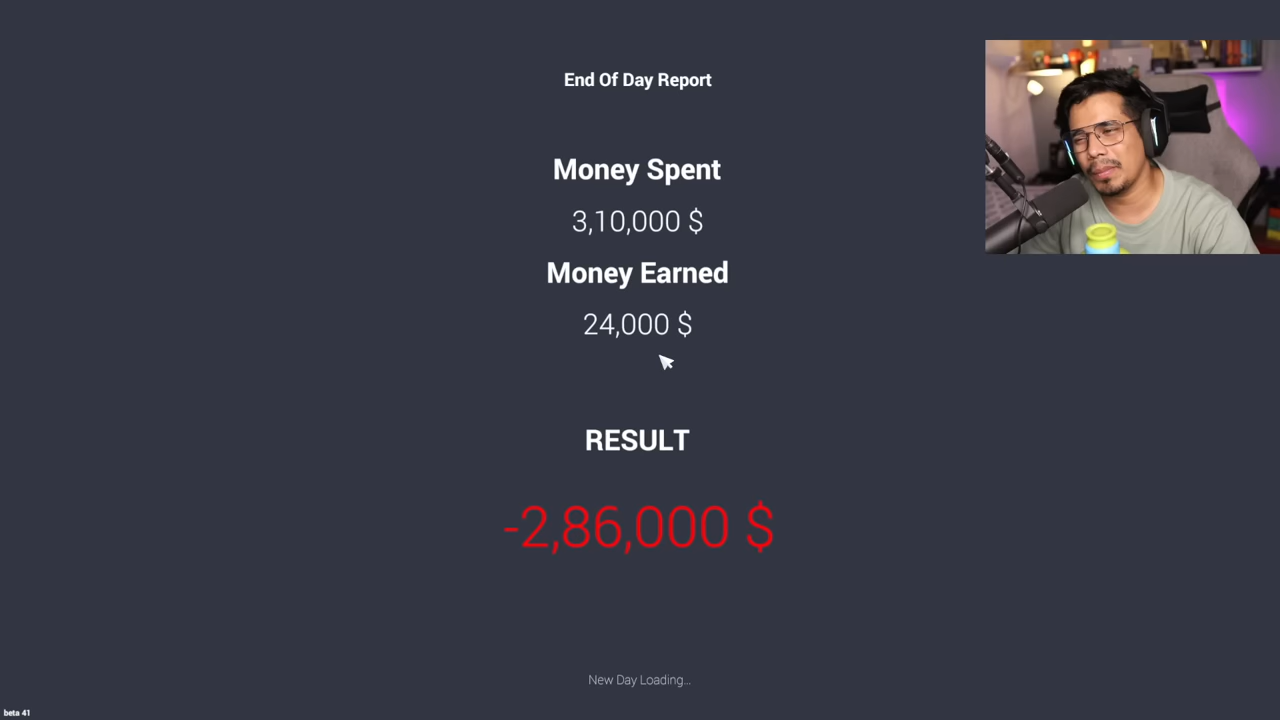 End Of Day Report
Money Spent
3,10,000 $
Money Earned
24,000 $
RESULT
-2,86,000 $
New Day Loading...
beta 41